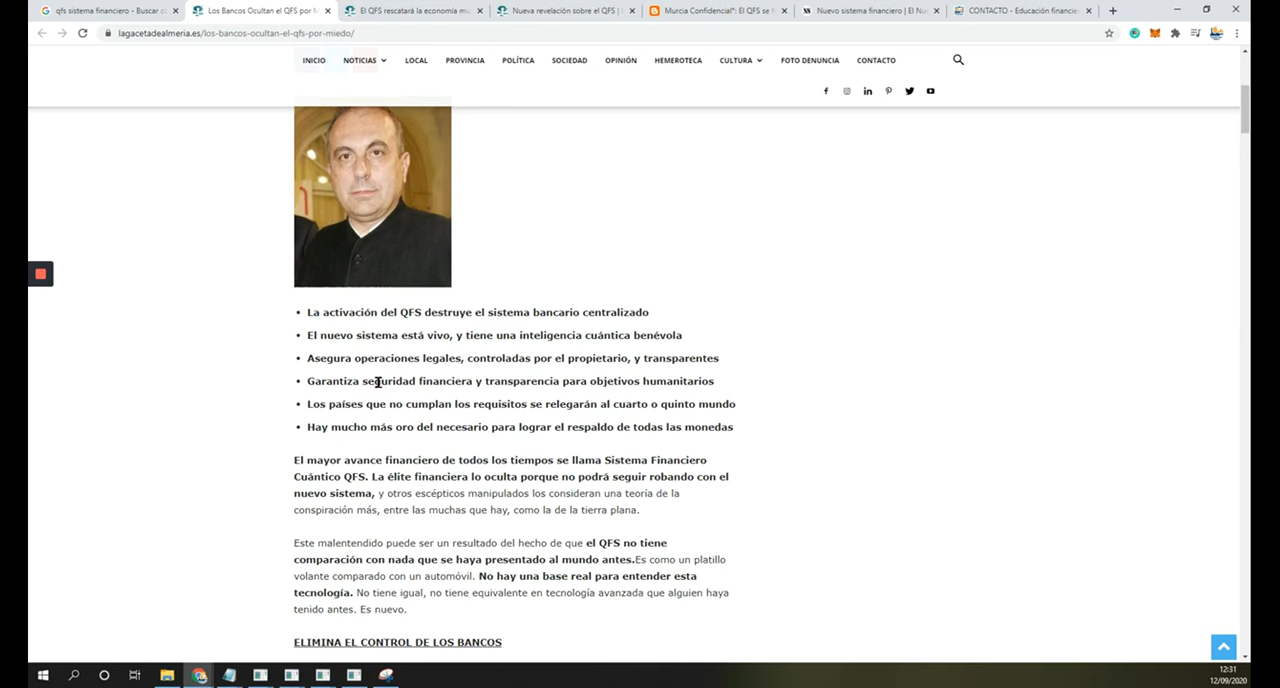 qfs sistema financiero - Buscar c
Los Bancos Ocultan el QFS por M
El QFS rescatará la economía mu
Nueva revelación sobre el QFS |
Murcia Confidencial": El QFS se
Nuevo sistema financiero | El Nu
CONTACTO - Educación financie
lagacetadealmeria.es/los-bancos-ocultan-el-qfs-por-miedo/
INICIO NOTICIAS LOCAL PROVINCIA POLÍTICA SOCIEDAD OPINIÓN HEMEROTECA CULTURA FOTO DENUNCIA CONTACTO
• La activación del QFS destruye el sistema bancario centralizado
• El nuevo sistema está vivo, y tiene una inteligencia cuántica benévola
• Asegura operaciones legales, controladas por el propietario, y transparentes
• Garantiza seguridad financiera y transparencia para objetivos humanitarios
• Los países que no cumplan los requisitos se relegarán al cuarto o quinto mundo
• Hay mucho más oro del necesario para lograr el respaldo de todas las monedas
El mayor avance financiero de todos los tiempos se llama Sistema Financiero
Cuántico QFS. La élite financiera lo oculta porque no podrá seguir robando con el
nuevo sistema, y otros escépticos manipulados los consideran una teoría de la
conspiración más, entre las muchas que hay, como la de la tierra plana.
Este malentendido puede ser un resultado del hecho de que el QFS no tiene
comparación con nada que se haya presentado al mundo antes.Es como un platillo
volante comparado con un automóvil. No hay una base real para entender esta
tecnología. No tiene igual, no tiene equivalente en tecnología avanzada que alguien haya
tenido antes. Es nuevo.
ELIMINA EL CONTROL DE LOS BANCOS
12:31
12/09/2020